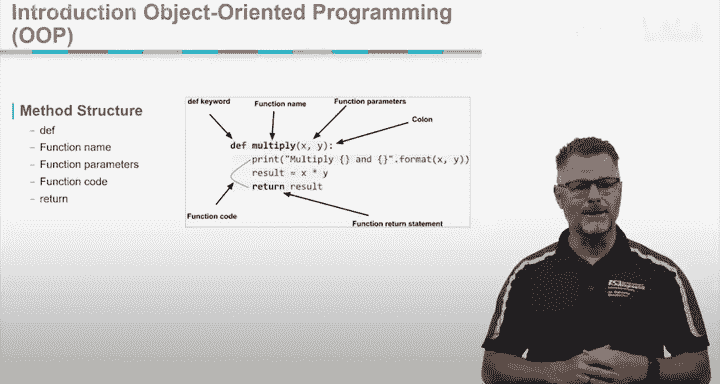 Introduction Object-Oriented Programming
(OOP)
Method Structure
– def
– Function name
– Function parameters
– Function code
– return
def keyword
Function name
Function parameters
Colon
def multiply(x, y):
print("Multiply {} and {}".format(x, y))
result = x * y
return result
Function code
Function return statement